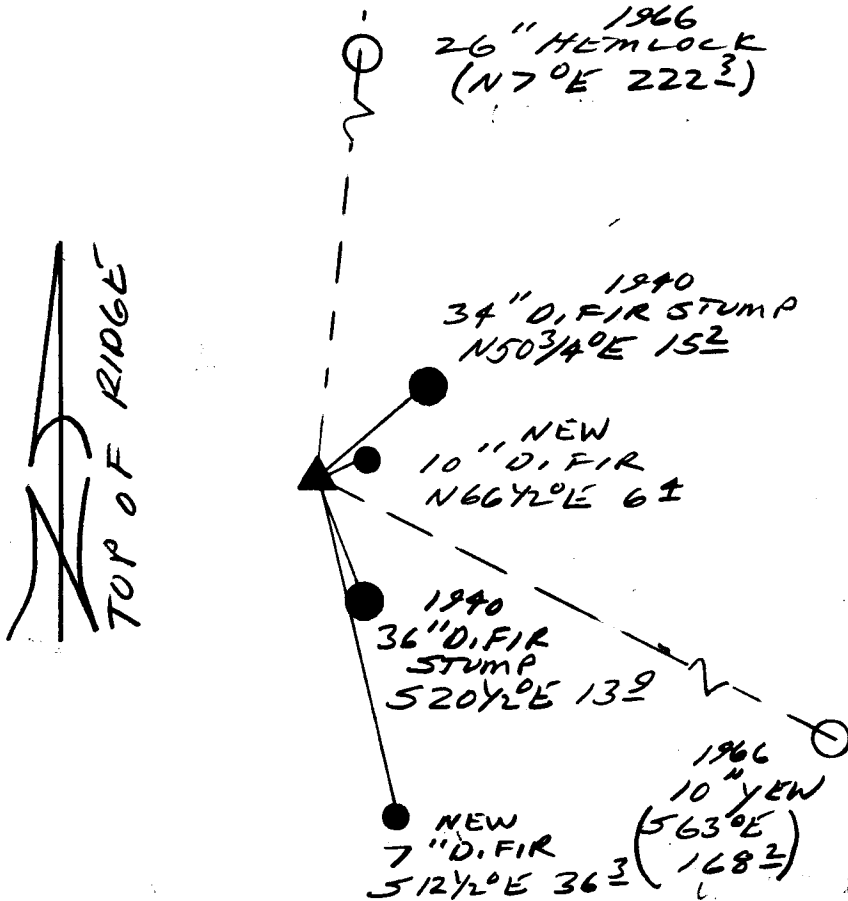 1966
26" HEMLOCK
(N7°E 222 3)
TOP OF RIDGE
1940
34" D. FIR STUMP
N50 3/4°E 15 2
NEW
10" D. FIR
N66 1/2°E 6 1
1940
36" D. FIR
STUMP
S20 1/2°E 13 9
1966
10" YEW
(S63°E
168 2)
NEW
7" D. FIR
S12 1/2°E 36 3